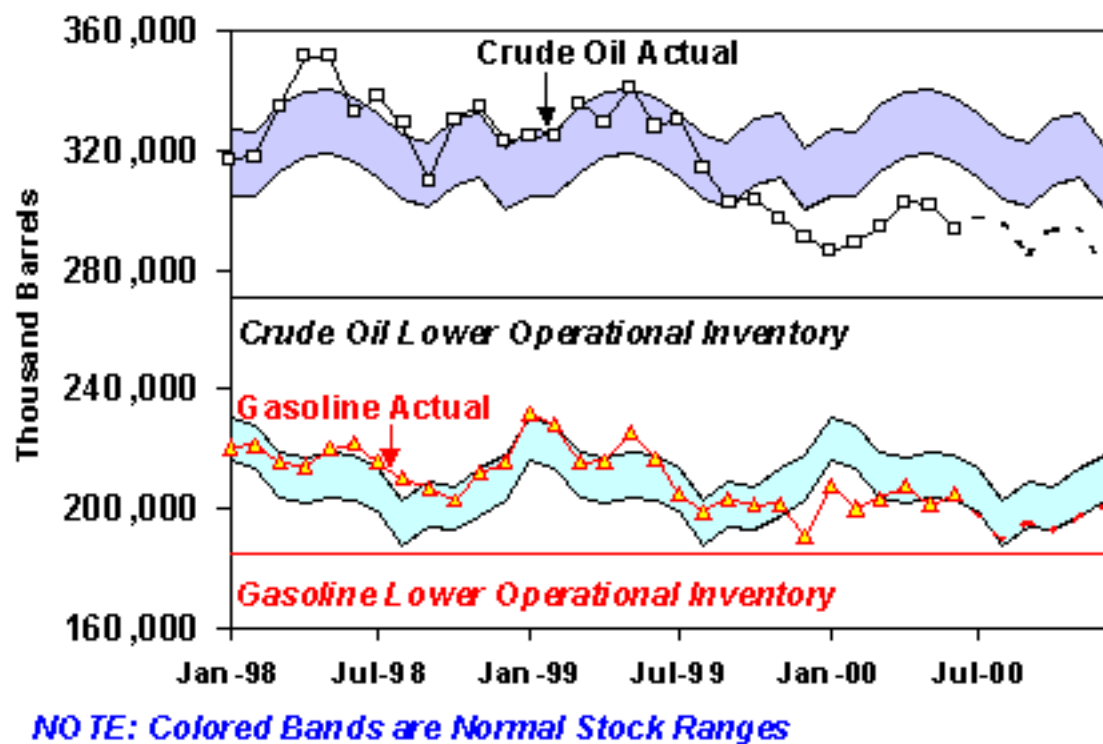 360,000
Crude Oil Actual
320,000
280,000
Crude Oil Lower Operational Inventory
Thousand Barrels
240,000
Gasoline Actual
200,000
Gasoline Lower Operational Inventory
160,000
Jan-98 Jul-98 Jan-99 Jul-99 Jan-00 Jul-00
NOTE: Colored Bands are Normal Stock Ranges